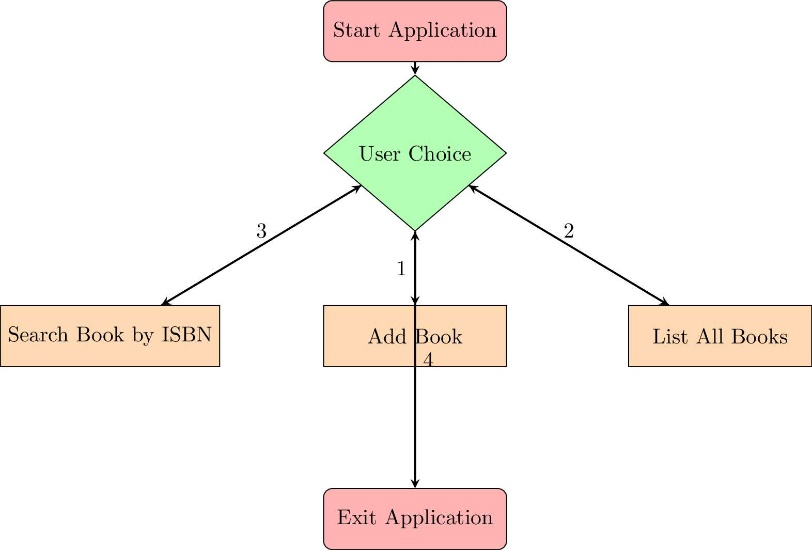 Start Application
User Choice
3
2
1
Search Book by ISBN
Add Book
List All Books
4
Exit Application